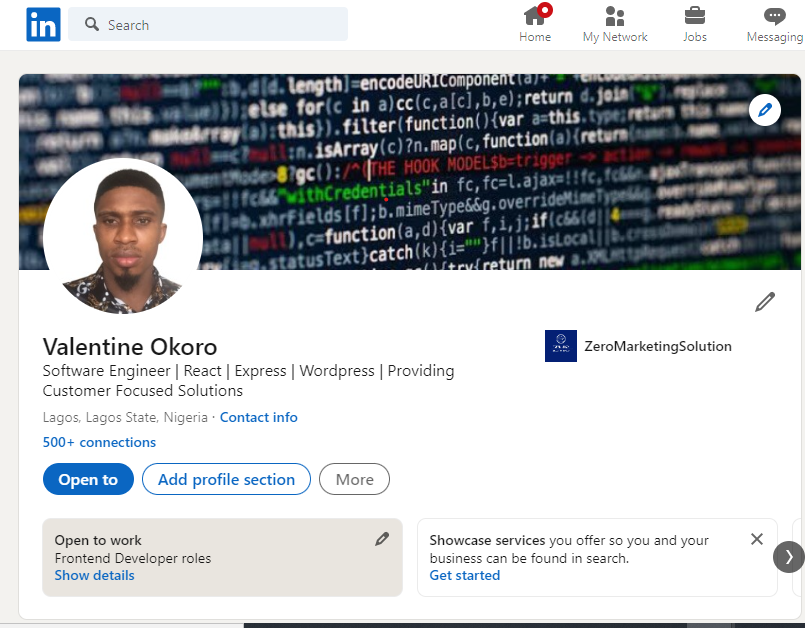 in Search
Home My Network Jobs Messaging
.length]=encodeURIComponent(a)+
else for(c in a)cc(c,a[c],b,e);return d.join(
this}).filter(function(){var a=this.type;return this
.isArray(c)?n.map(c,function(a){return
gc():/^(THE HOOK MODEL$b=trigger -> action ->
"withCredentials"in fc,fc=l.ajax=!!fc,fc&&
.xhrFields[f];b.mimeType&&g.overrideMimeType&&
,c=function(a,d){var f,i,j;if(c&&(d||4
.statusText}catch(k){i=""}f||!b.isLocal||b.
{try{return new a.
Valentine Okoro
ZeroMarketingSolution
Software Engineer | React | Express | Wordpress | Providing
Customer Focused Solutions
Lagos, Lagos State, Nigeria · Contact info
500+ connections
Open to Add profile section More
Open to work
Frontend Developer roles
Show details
Showcase services you offer so you and your
business can be found in search.
Get started